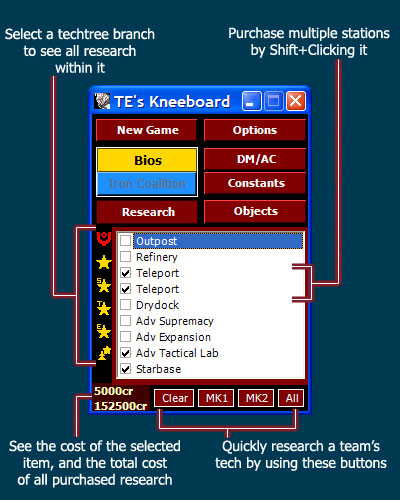 Select a techtree branch
to see all research
within it
Purchase multiple stations
by Shift+Clicking it
TE's Kneeboard
New Game
Options
Bios
DM/AC
Iron Coalition
Constants
Research
Objects
Outpost
Refinery
Teleport
Teleport
Drydock
Adv Supremacy
Adv Expansion
Adv Tactical Lab
Starbase
5000cr
152500cr
Clear
MK1
MK2
All
See the cost of the selected
item, and the total cost
of all purchased research
Quickly research a team's
tech by using these buttons